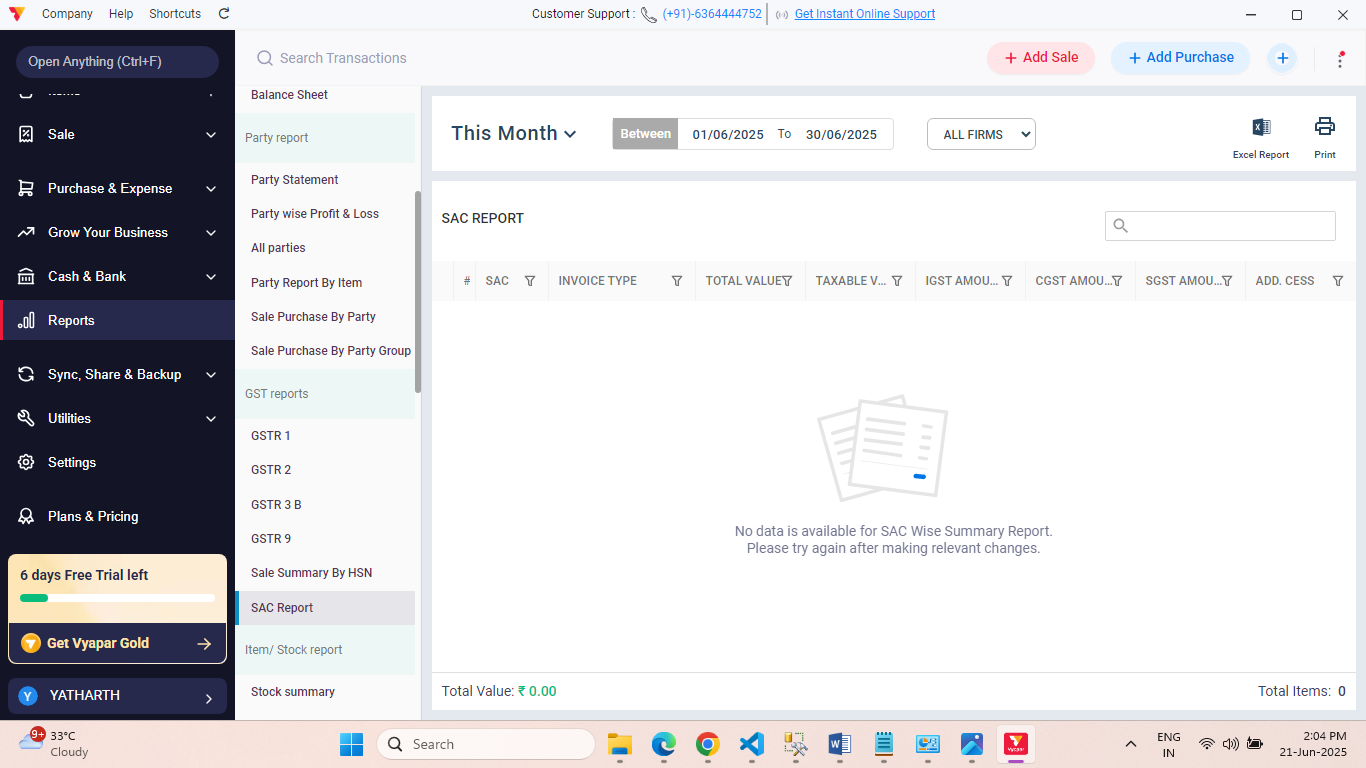 Company Help Shortcuts
Customer Support : (+91)-6364444752 Get Instant Online Support
Open Anything (Ctrl+F)
Search Transactions
Add Sale
Add Purchase
Sale
Purchase & Expense
Grow Your Business
Cash & Bank
Reports
Sync, Share & Backup
Utilities
Settings
Plans & Pricing
6 days Free Trial left
Get Vyapar Gold
Y YATHARTH
Balance Sheet
Party report
Party Statement
Party wise Profit & Loss
All parties
Party Report By Item
Sale Purchase By Party
Sale Purchase By Party Group
GST reports
GSTR 1
GSTR 2
GSTR 3 B
GSTR 9
Sale Summary By HSN
SAC Report
Item/ Stock report
Stock summary
This Month
Between 01/06/2025 To 30/06/2025
ALL FIRMS
Excel Report
Print
SAC REPORT
# SAC INVOICE TYPE TOTAL VALUE TAXABLE V... IGST AMOU... CGST AMOU... SGST AMOU... ADD. CESS
No data is available for SAC Wise Summary Report.
Please try again after making relevant changes.
Total Value: ₹ 0.00
Total Items: 0
9+
33°C
Cloudy
Search
Vyapar
ENG
IN
2:04 PM
21-Jun-2025